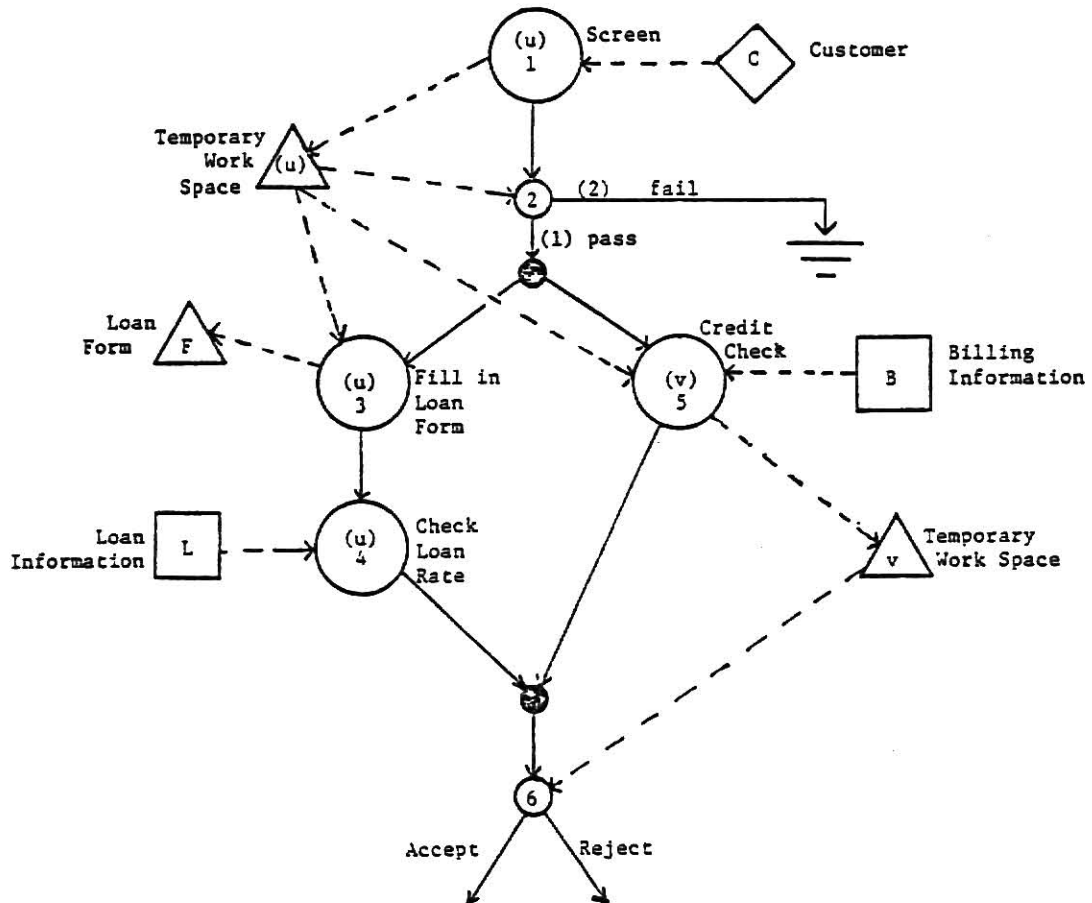 (u)
1
Screen
C
Customer
Temporary
Work
Space
(u)
2
(2) fail
(1) pass
Loan
Form
F
(u)
3
Fill in
Loan
Form
Credit
Check
(v)
5
B
Billing
Information
Loan
Information
L
(u)
4
Check
Loan
Rate
v
Temporary
Work Space
6
Accept
Reject